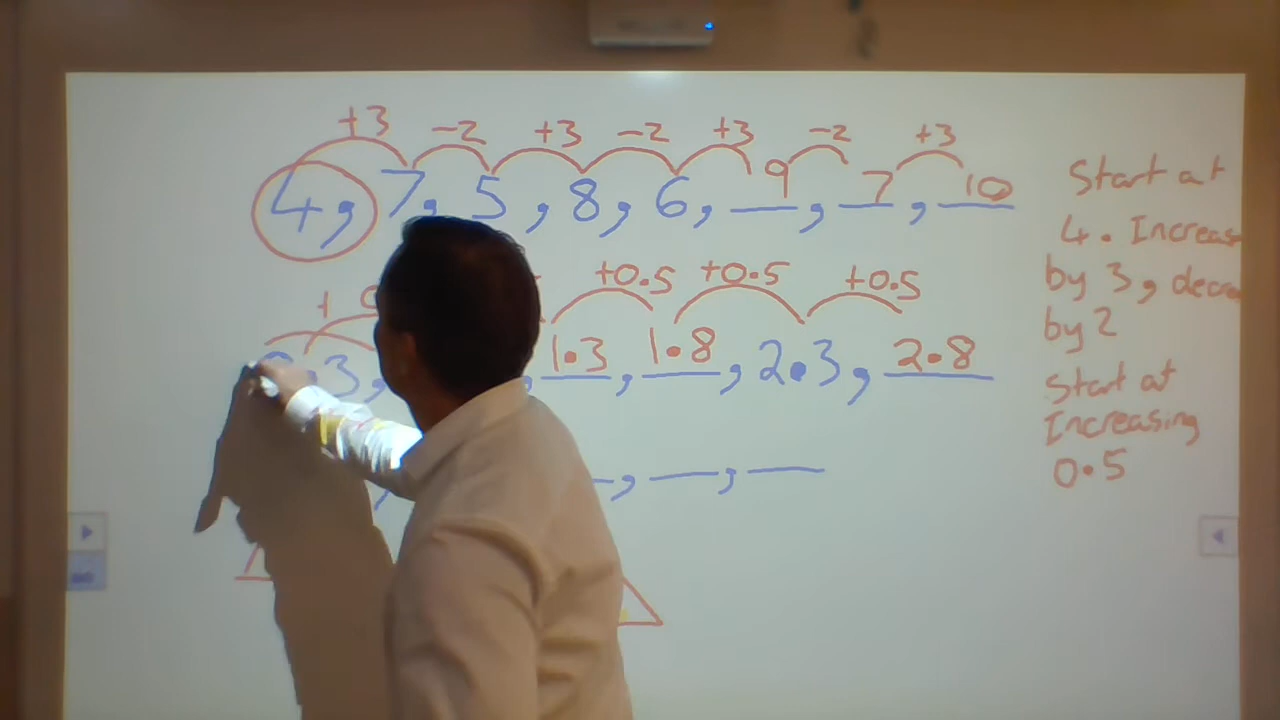 +3 -2 +3 -2 +3 -2 +3
4, 7, 5, 8, 6, 9, 7, 10
+0.5 +0.5 +0.5
.3, 1.3, 1.8, 2.3, 2.8
Start at
4. Increas
by 3, decre
by 2
Start at
Increasing
0.5